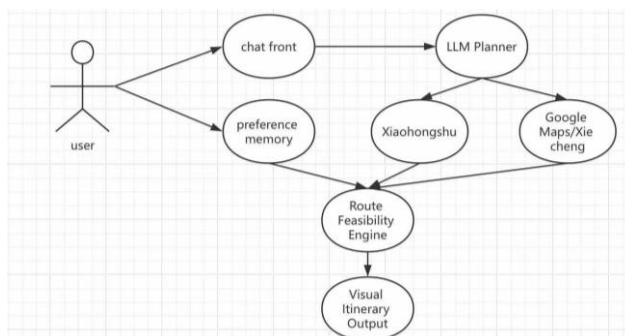 chat front
LLM Planner
user
preference
memory
Xiaohongshu
Google
Maps/Xie
cheng
Route
Feasibility
Engine
Visual
Itinerary
Output